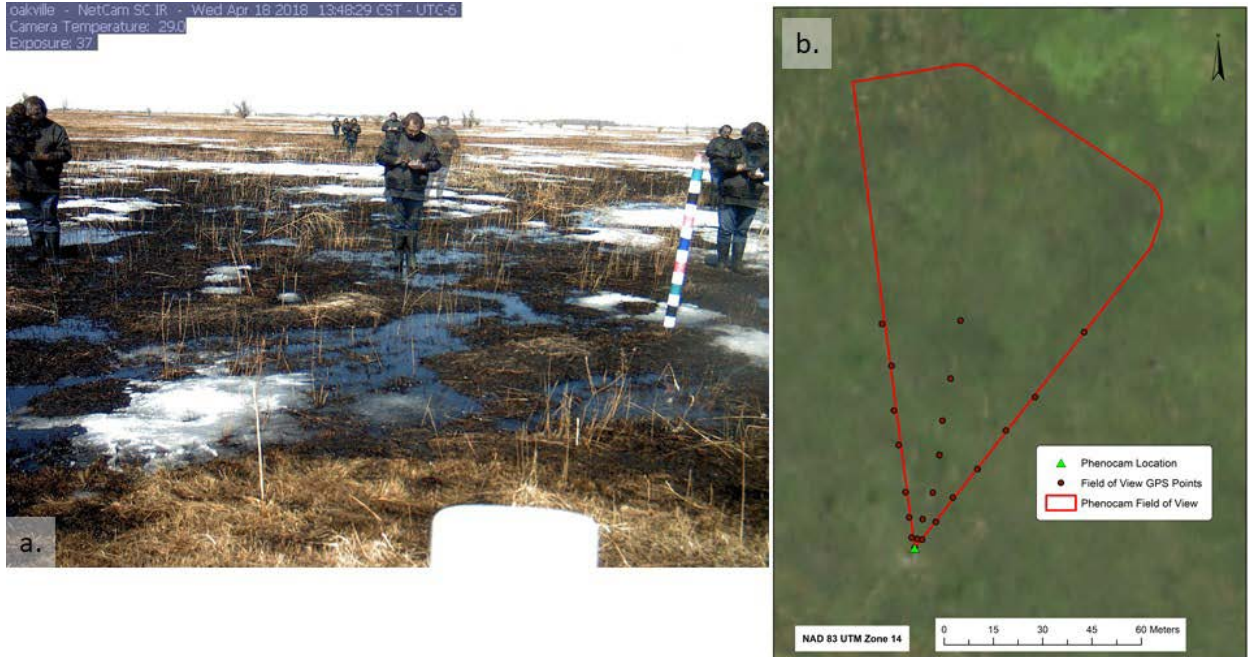 oakville - NetCam SC IR - Wed Apr 18 2018 13:48:29 CST - UTC-6
Camera Temperature: 29.0
Exposure: 37
a.
b.
N
Phenocam Location
Field of View GPS Points
Phenocam Field of View
NAD 83 UTM Zone 14
0 15 30 45 60 Meters